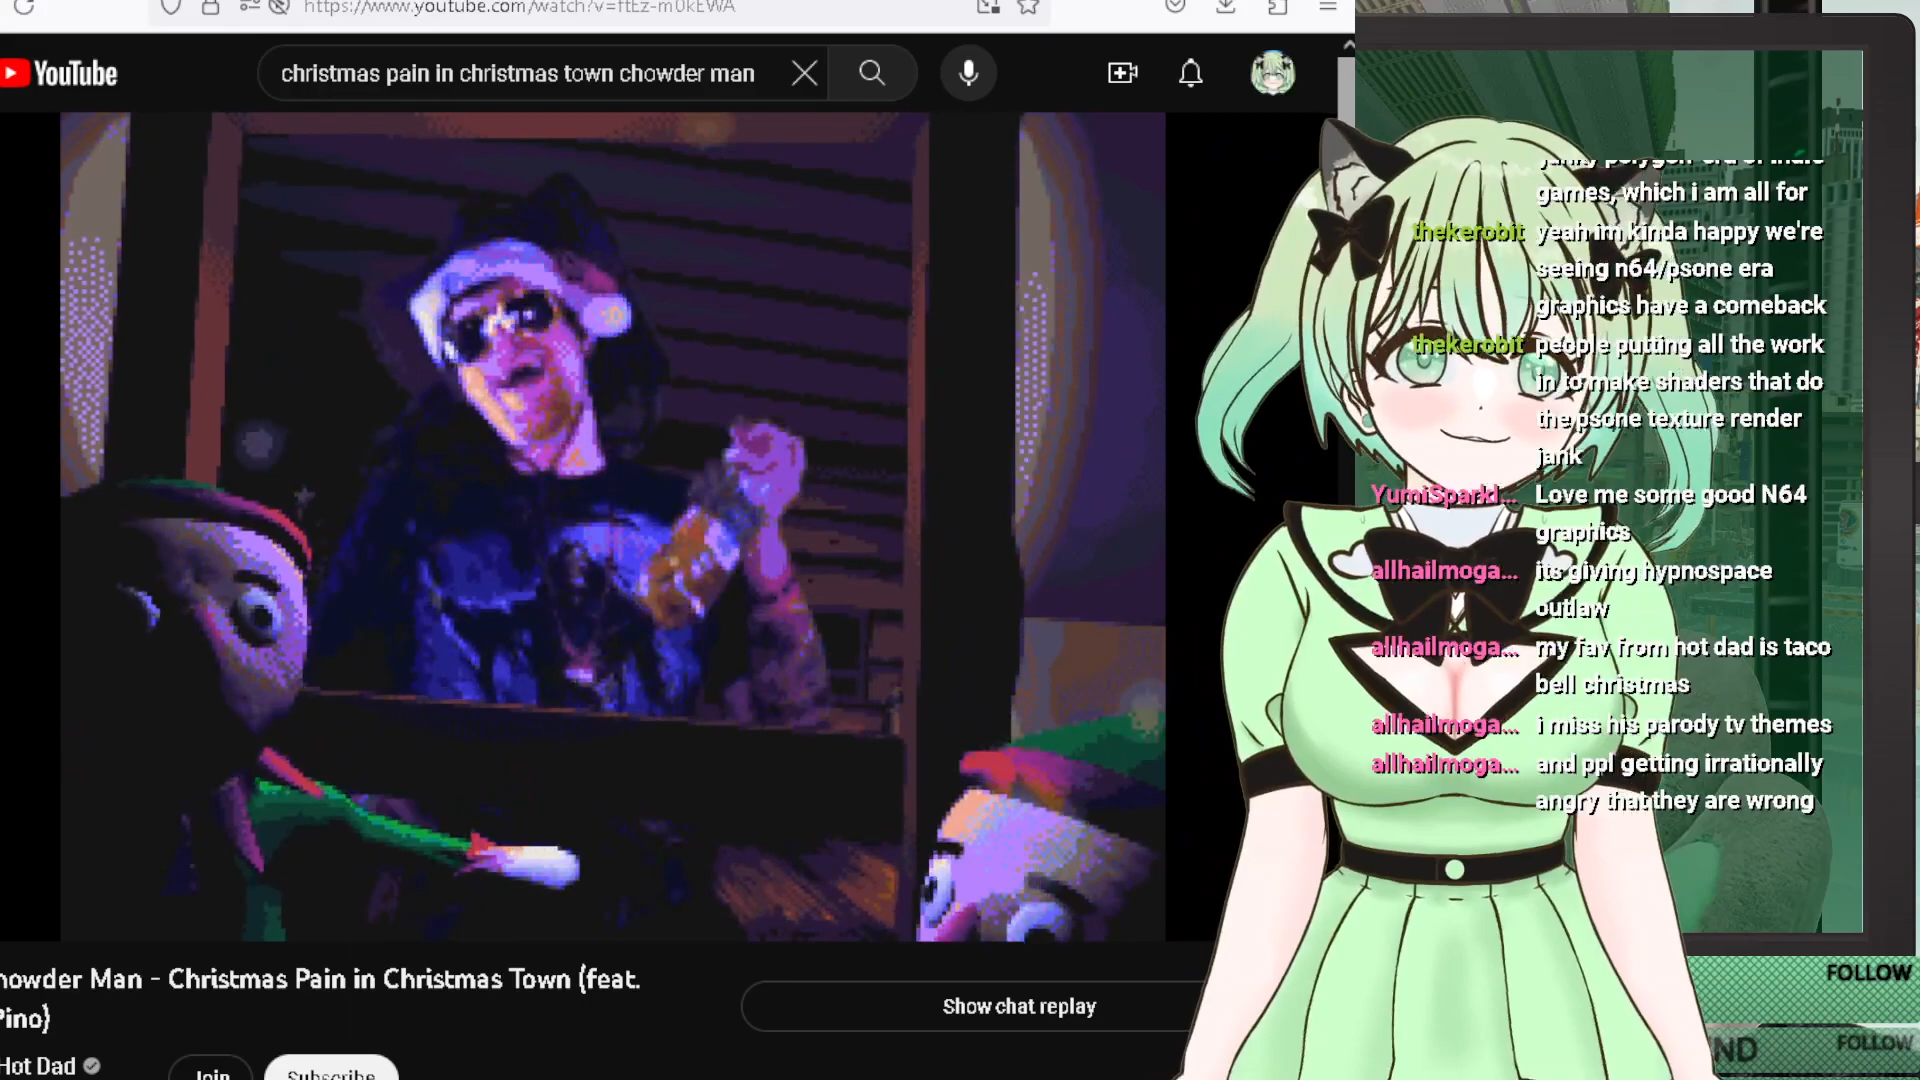 https://www.youtube.com/watch?v=ftEz-m0kEWA
YouTube
christmas pain in christmas town chowder man
games, which i am all for
thekerobit yeah im kinda happy we're
seeing n64/psone era
graphics have a comeback
thekerobit people putting all the work
in to make shaders that do
the psone texture render
jank
YumiSparkl... Love me some good N64
graphics
allhailmoga... its giving hypnospace
outlaw
allhailmoga... my fav from hot dad is taco
bell christmas
allhailmoga... i miss his parody tv themes
allhailmoga... and ppl getting irrationally
angry that they are wrong
howder Man - Christmas Pain in Christmas Town (feat.
Pino)
Show chat replay
Hot Dad
Join
Subscribe
FOLLOW
ND
FOLLOW